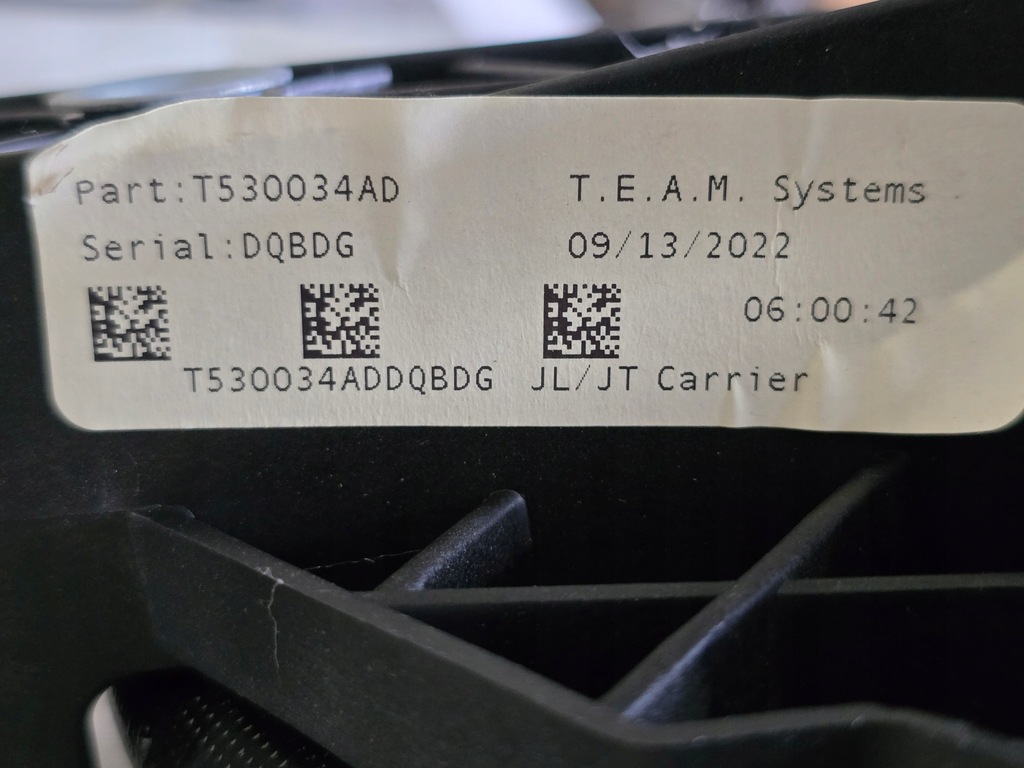 Part:T530034AD T.E.A.M. Systems
Serial:DQBDG 09/13/2022
06:00:42
T530034ADDQBDG JL/JT Carrier